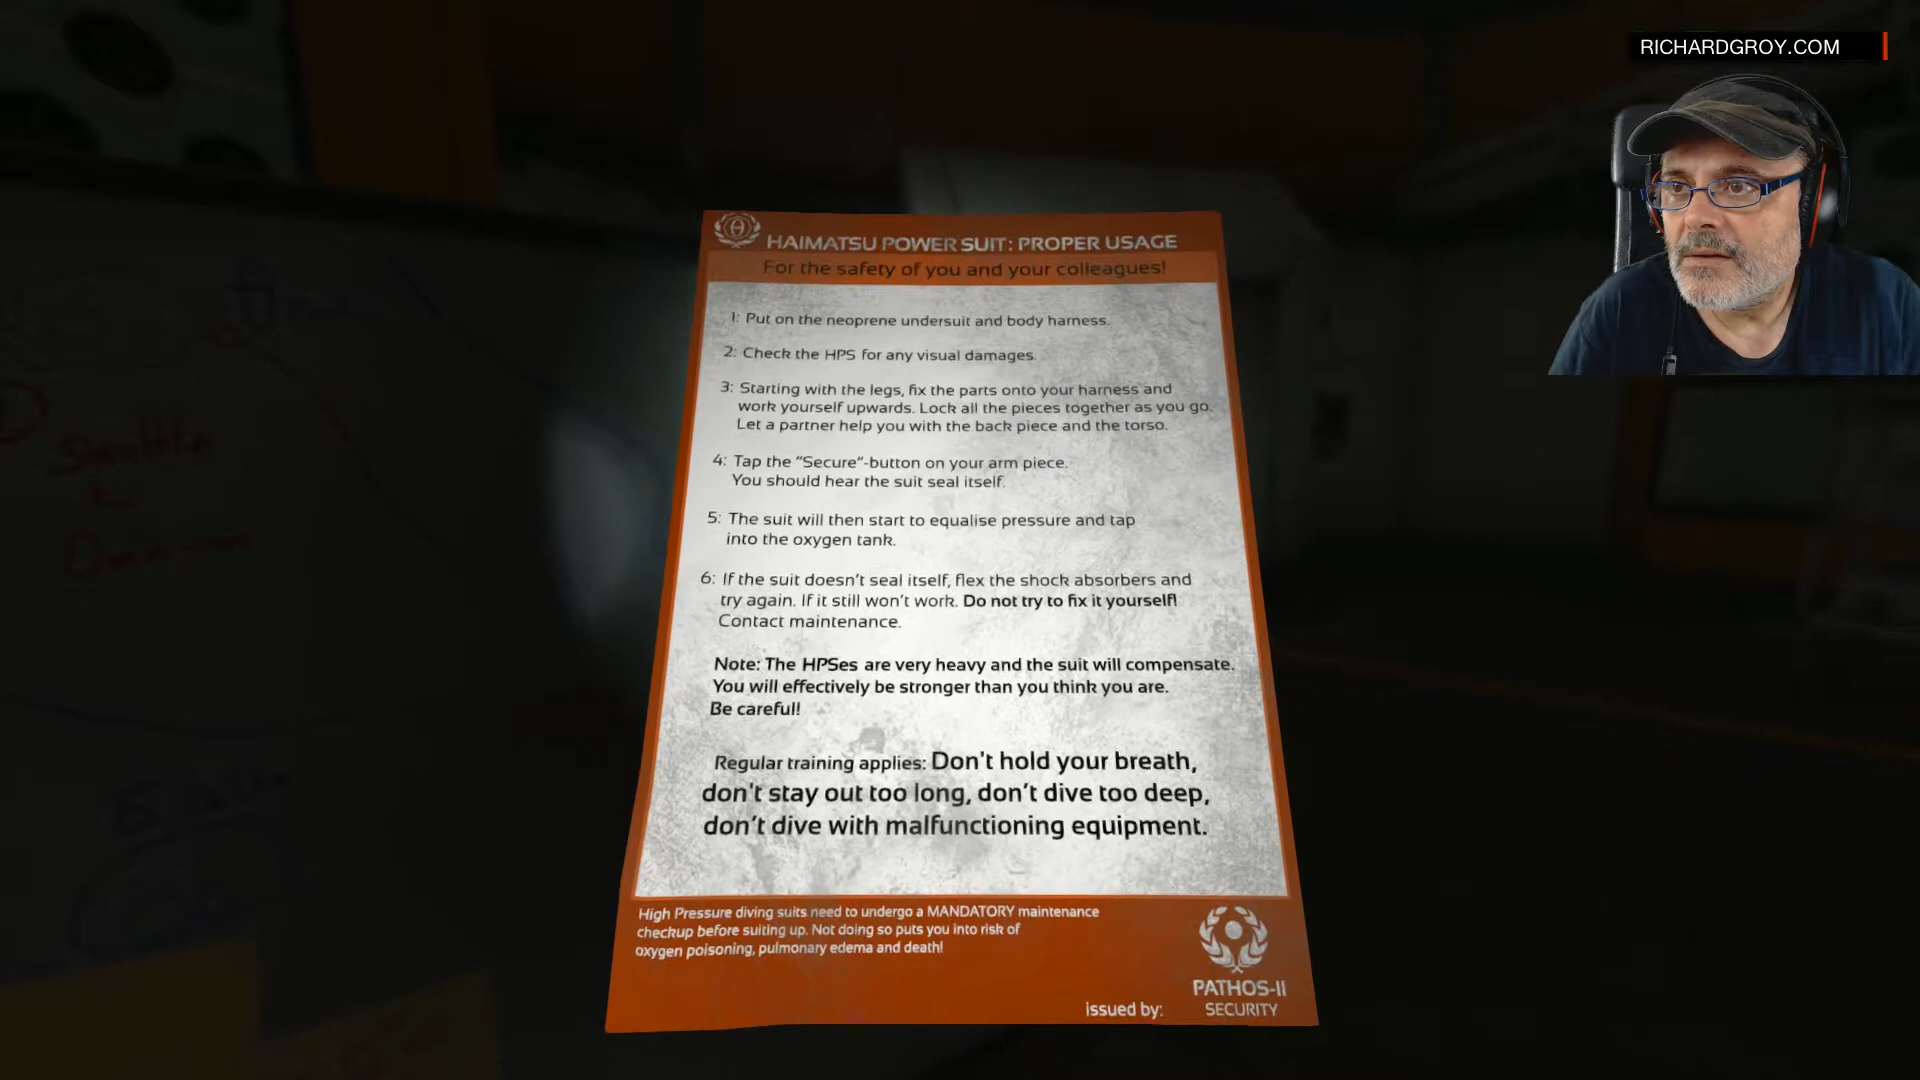 RICHARDGROY.COM
HAIMATSU POWER SUIT: PROPER USAGE
For the safety of you and your colleagues!
1: Put on the neoprene undersuit and body harness.
2: Check the HPS for any visual damages.
3: Starting with the legs, fix the parts onto your harness and
work yourself upwards. Lock all the pieces together as you go.
Let a partner help you with the back piece and the torso.
4: Tap the “Secure”-button on your arm piece.
You should hear the suit seal itself.
5: The suit will then start to equalise pressure and tap
into the oxygen tank.
6: If the suit doesn’t seal itself, flex the shock absorbers and
try again. If it still won’t work. Do not try to fix it yourself!
Contact maintenance.
Note: The HPSes are very heavy and the suit will compensate.
You will effectively be stronger than you think you are.
Be careful!
Regular training applies: Don't hold your breath,
don't stay out too long, don’t dive too deep,
don’t dive with malfunctioning equipment.
High Pressure diving suits need to undergo a MANDATORY maintenance
checkup before suiting up. Not doing so puts you into risk of
oxygen poisoning, pulmonary edema and death!
PATHOS-II
issued by: SECURITY
Shuttle